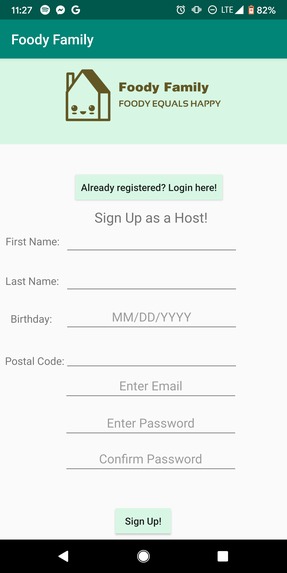 11:27
LTE
82%
Foody Family
Foody Family
FOODY EQUALS HAPPY
Already registered? Login here!
Sign Up as a Host!
First Name:
Last Name:
Birthday: MM/DD/YYYY
Postal Code:
Enter Email
Enter Password
Confirm Password
Sign Up!